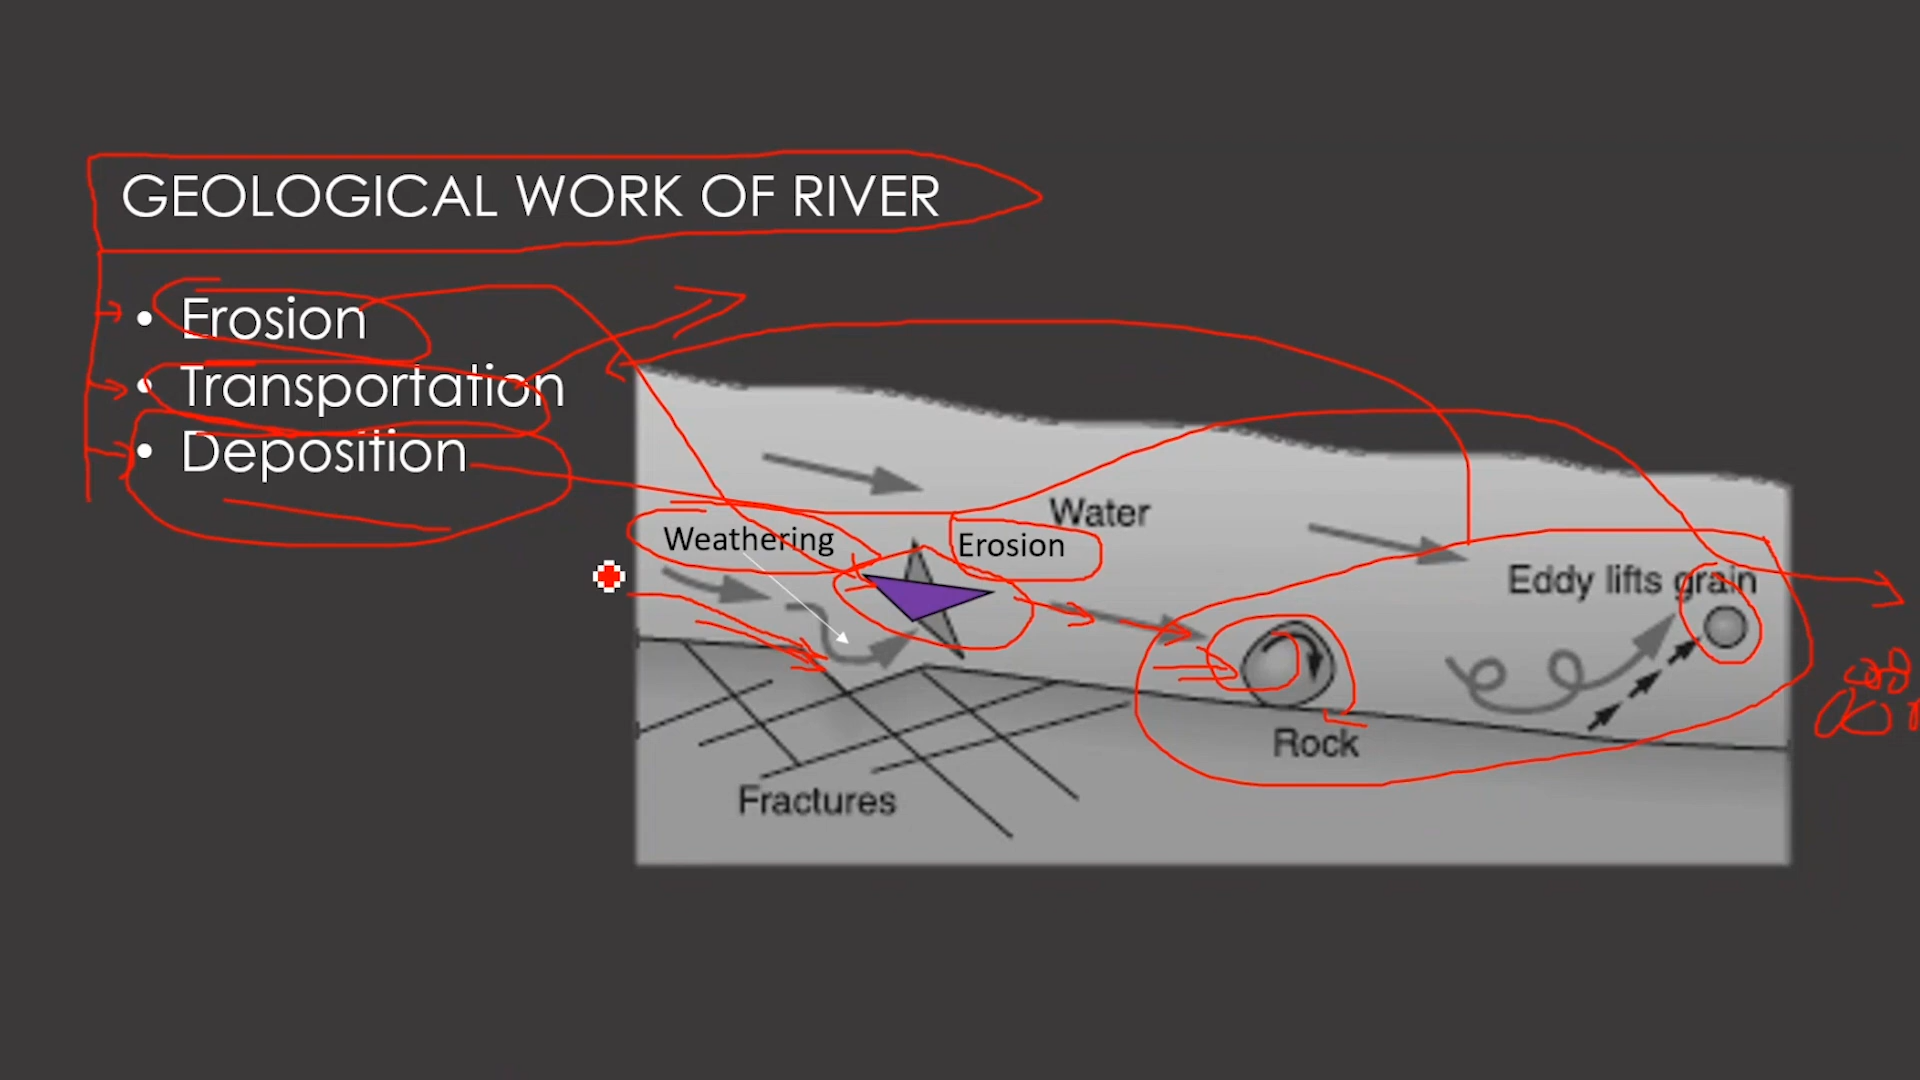 GEOLOGICAL WORK OF RIVER
• Erosion
• Transportation
• Deposition
Water
Weathering
Erosion
Eddy lifts grain
Rock
Fractures